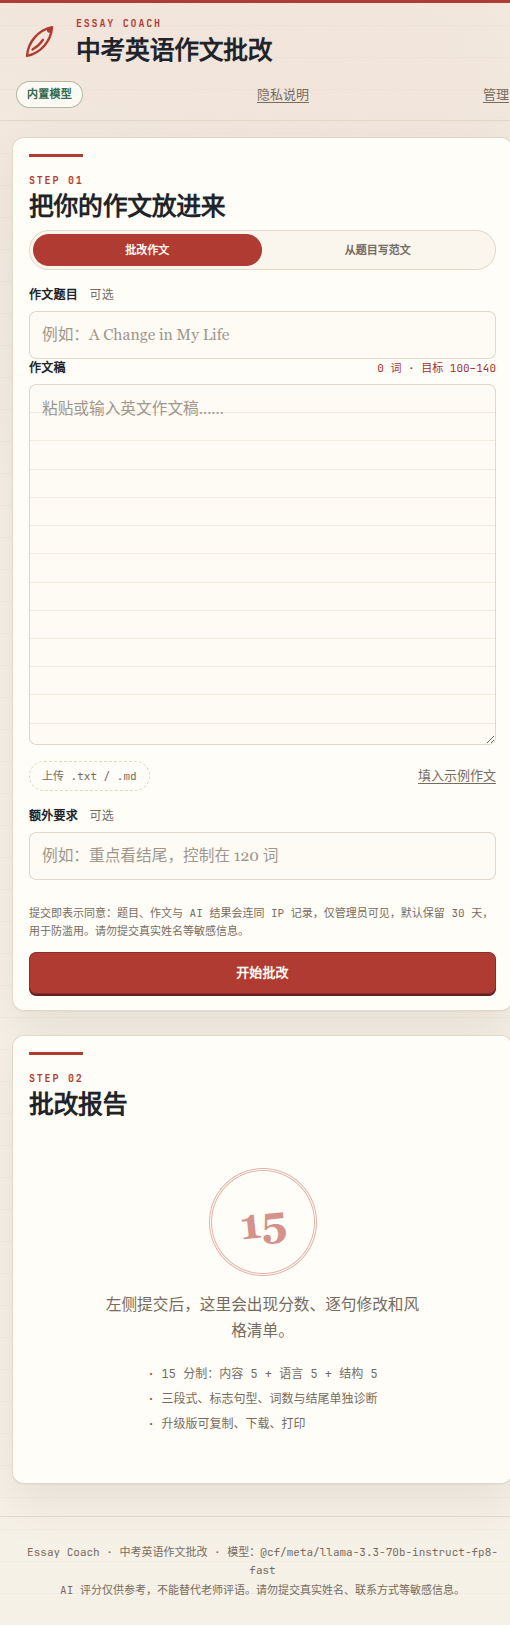 ESSAY COACH
中考英语作文批改
内置模型 隐私说明 管理
STEP 01
把你的作文放进来
批改作文 从题目写范文
作文题目 可选
例如：A Change in My Life
作文稿 0 词 · 目标 100–140
粘贴或输入英文作文稿……
上传 .txt / .md 填入示例作文
额外要求 可选
例如：重点看结尾，控制在 120 词
提交即表示同意：题目、作文与 AI 结果会连同 IP 记录，仅管理员可见，默认保留 30 天，
用于防滥用。请勿提交真实姓名等敏感信息。
开始批改
STEP 02
批改报告
15
左侧提交后，这里会出现分数、逐句修改和风
格清单。
· 15 分制：内容 5 + 语言 5 + 结构 5
· 三段式、标志句型、词数与结尾单独诊断
· 升级版可复制、下载、打印
Essay Coach · 中考英语作文批改 · 模型：@cf/meta/llama-3.3-70b-instruct-fp8-
fast
AI 评分仅供参考，不能替代老师评语。请勿提交真实姓名、联系方式等敏感信息。